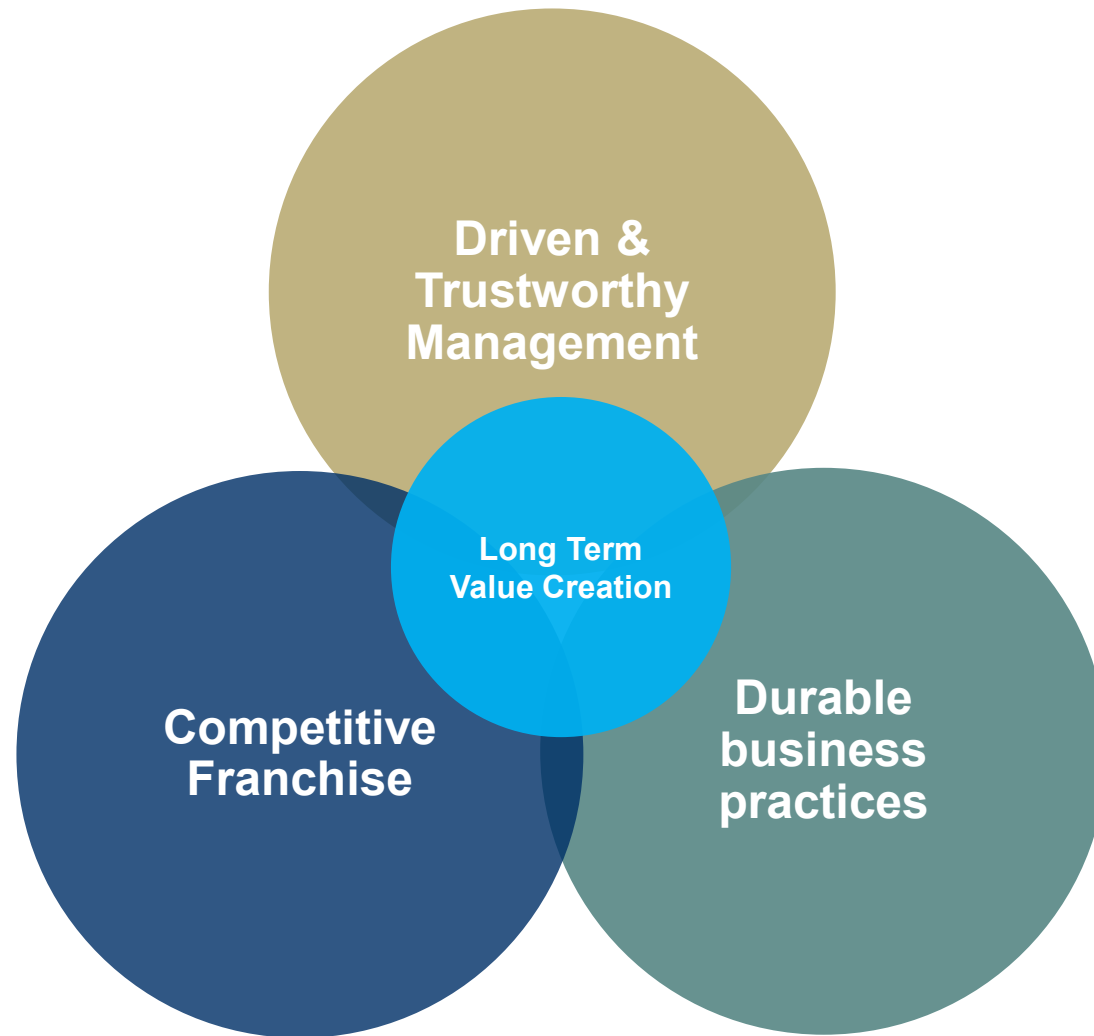 Driven &
Trustworthy
Management
Long Term
Value Creation
Competitive
Franchise
Durable
business
practices